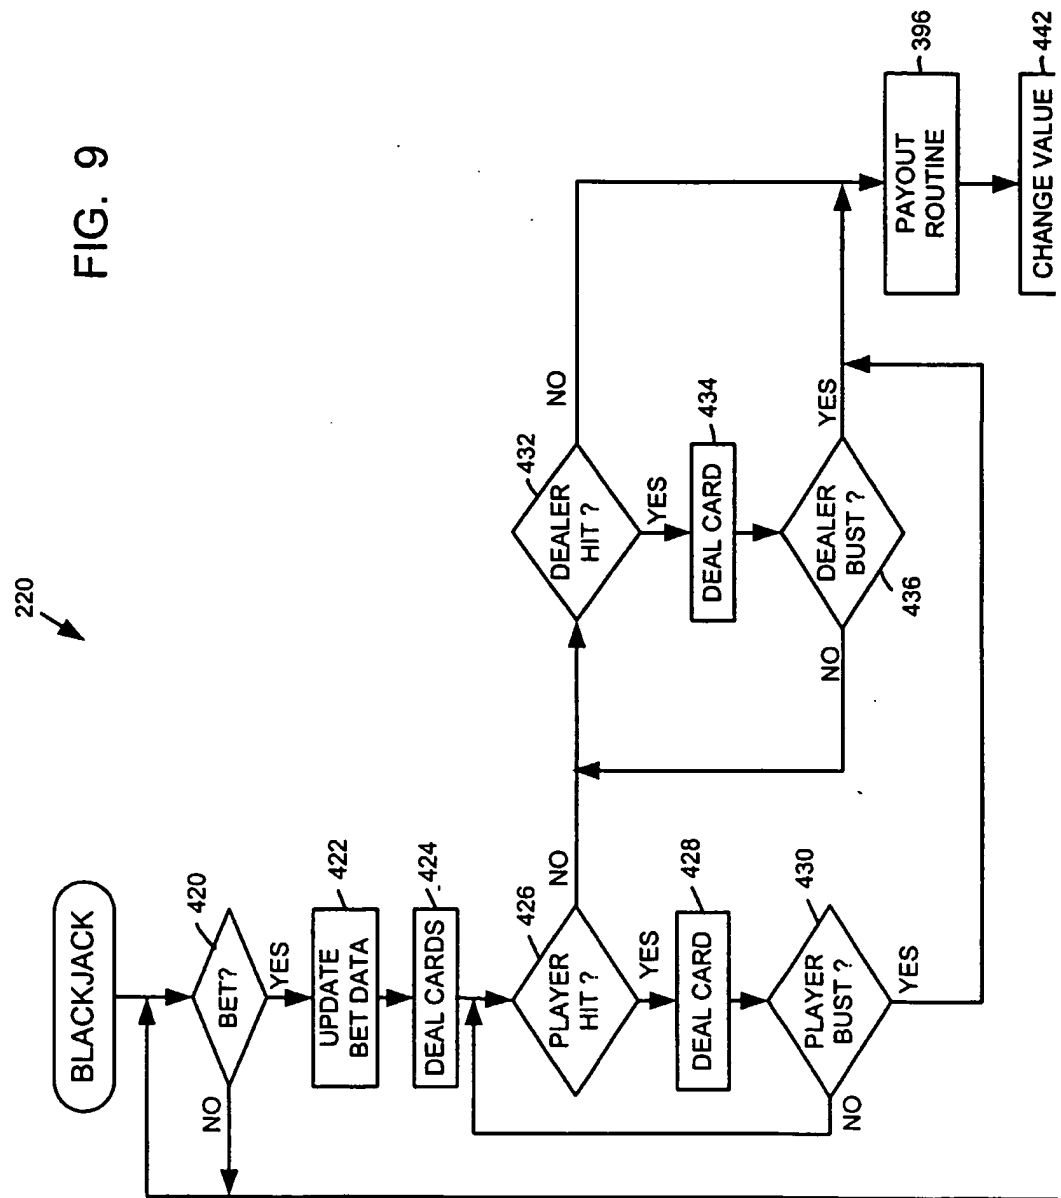 FIG. 9
220
BLACKJACK
420
BET?
NO
YES
422
UPDATE
BET DATA
424
DEAL CARDS
426
PLAYER
HIT ?
NO
YES
428
DEAL CARD
430
PLAYER
BUST ?
NO
YES
432
DEALER
HIT ?
NO
YES
434
DEAL CARD
DEALER
BUST ?
436
NO
YES
396
PAYOUT
ROUTINE
442
CHANGE VALUE